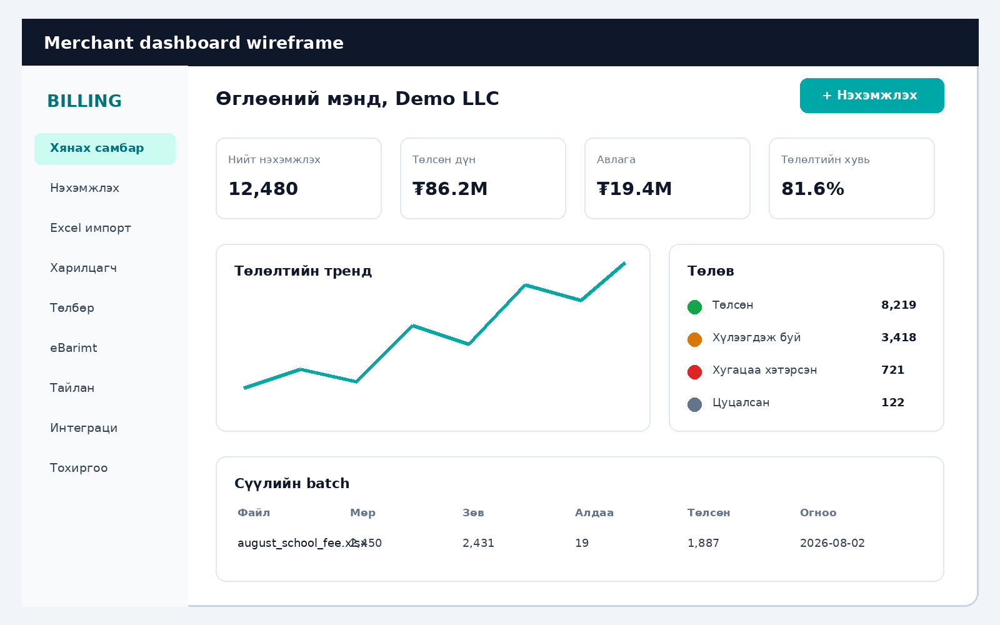 Merchant dashboard wireframe
BILLING
Хянах самбар
Нэхэмжлэх
Excel импорт
Харилцагч
Төлбөр
eBarimt
Тайлан
Интеграци
Тохиргоо
Өглөөний мэнд, Demo LLC
+ Нэхэмжлэх
Нийт нэхэмжлэх
12,480
Төлсөн дүн
₮86.2M
Авлага
₮19.4M
Төлөлтийн хувь
81.6%
Төлөлтийн тренд
Төлөв
Төлсөн 8,219
Хүлээгдэж буй 3,418
Хугацаа хэтэрсэн 721
Цуцалсан 122
Сүүлийн batch
Файл Мөр Зөв Алдаа Төлсөн Огноо
august_school_fee.xlsx 2,450 2,431 19 1,887 2026-08-02